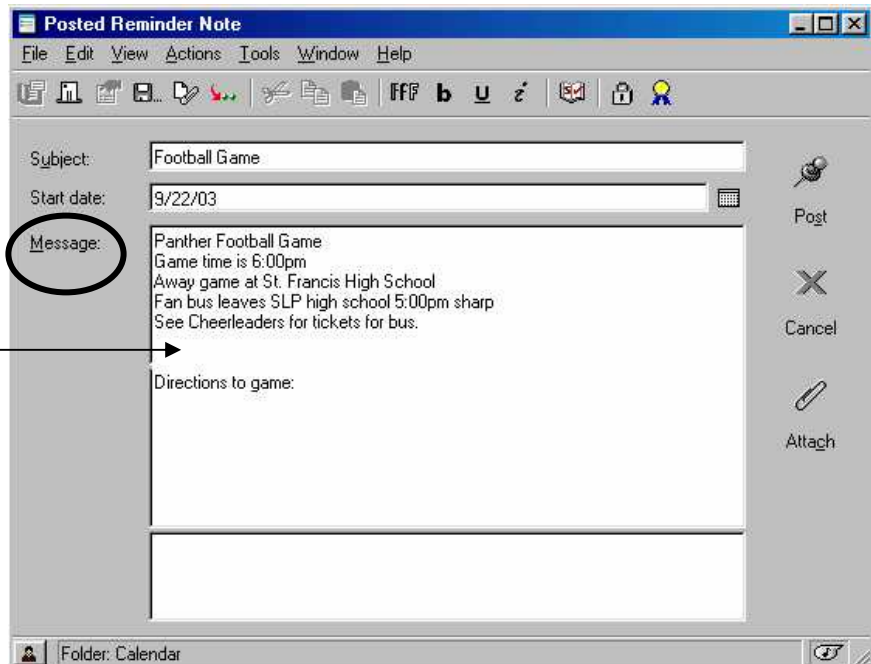 Posted Reminder Note
File Edit View Actions Tools Window Help
FfF b u i
Subject: Football Game
Start date: 9/22/03
Post
Message: Panther Football Game
Game time is 6:00pm
Away game at St. Francis High School
Fan bus leaves SLP high school 5:00pm sharp
See Cheerleaders for tickets for bus.
Cancel
Directions to game:
Attach
Folder: Calendar